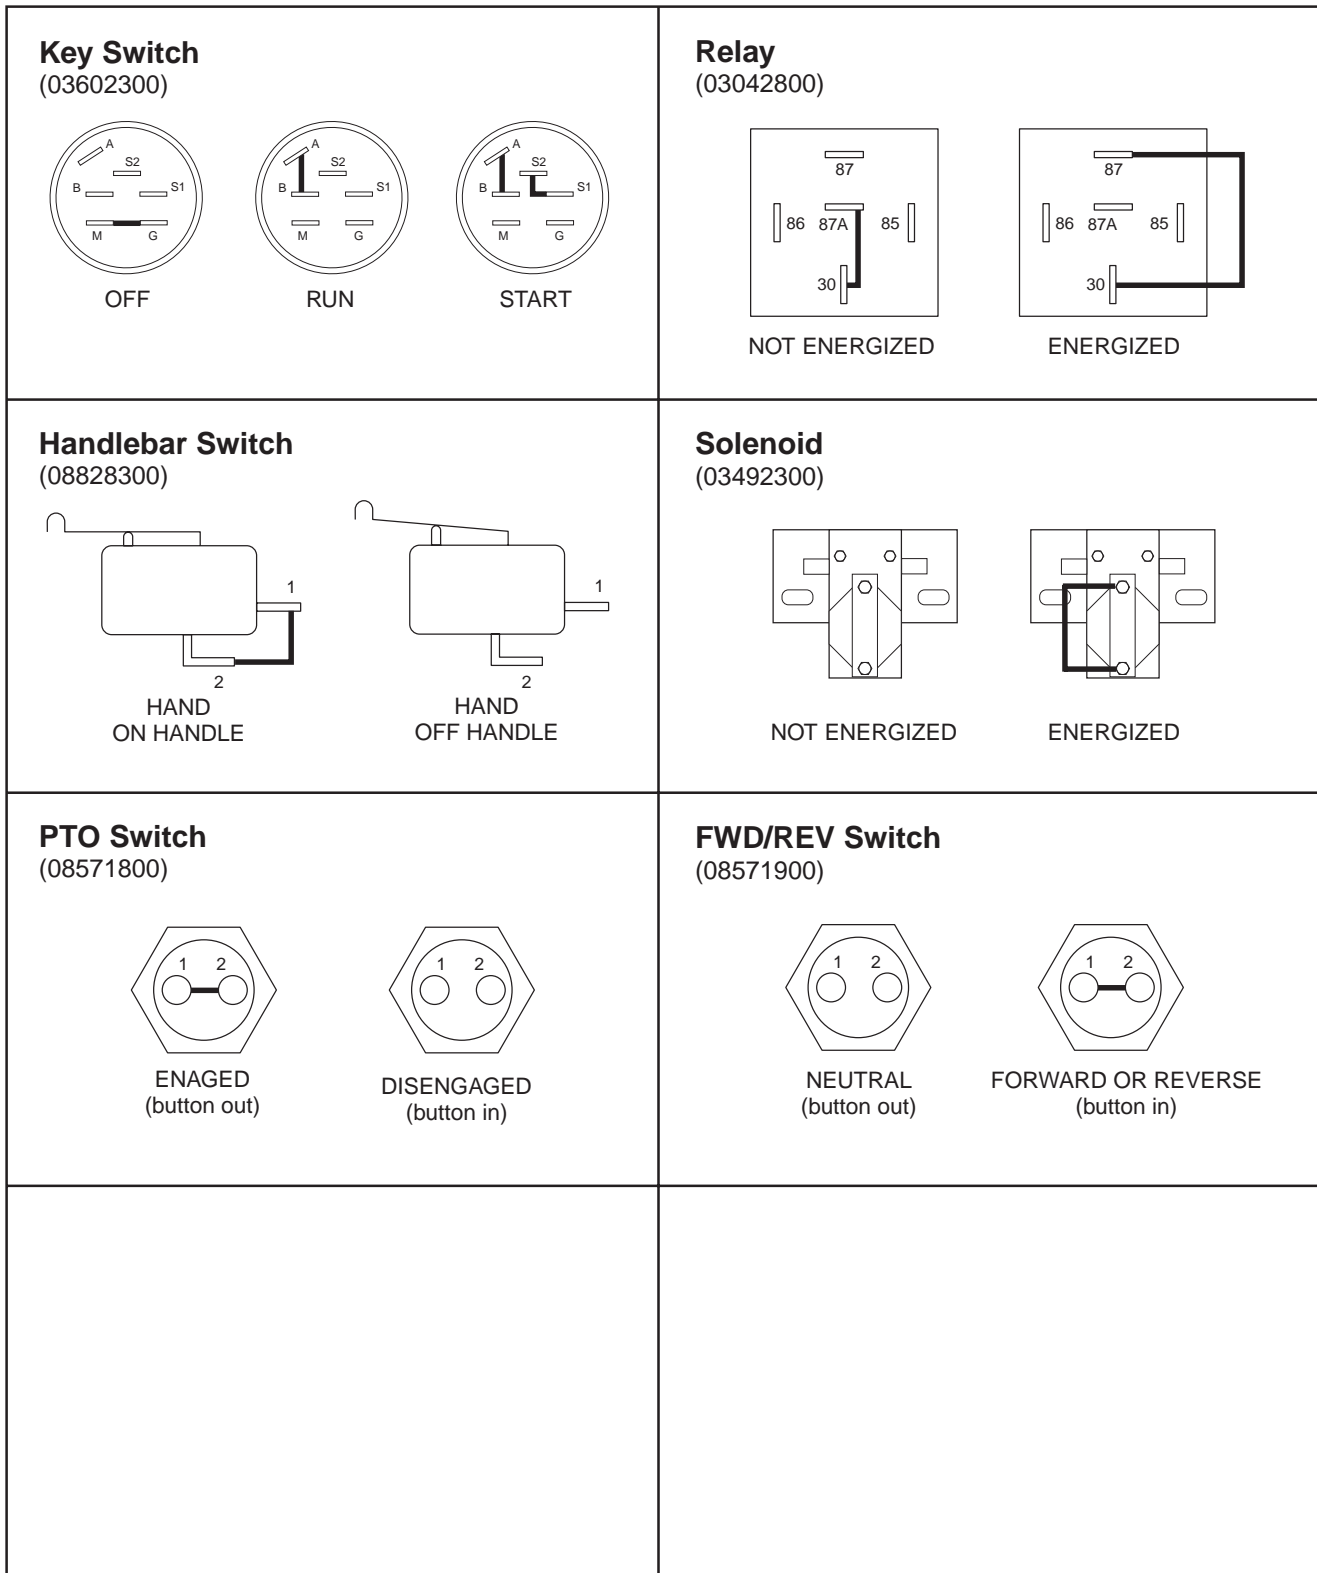 Key Switch
(03602300)
A
S2
B
S1
M
G
OFF
A
S2
B
S1
M
G
RUN
A
S2
B
S1
M
G
START
Relay
(03042800)
87
86
87A
85
30
NOT ENERGIZED
87
86
87A
85
30
ENERGIZED
Handlebar Switch
(08828300)
1
2
HAND
ON HANDLE
1
2
HAND
OFF HANDLE
Solenoid
(03492300)
NOT ENERGIZED
ENERGIZED
PTO Switch
(08571800)
1 2
ENAGED
(button out)
1 2
DISENGAGED
(button in)
FWD/REV Switch
(08571900)
1 2
NEUTRAL
(button out)
1 2
FORWARD OR REVERSE
(button in)